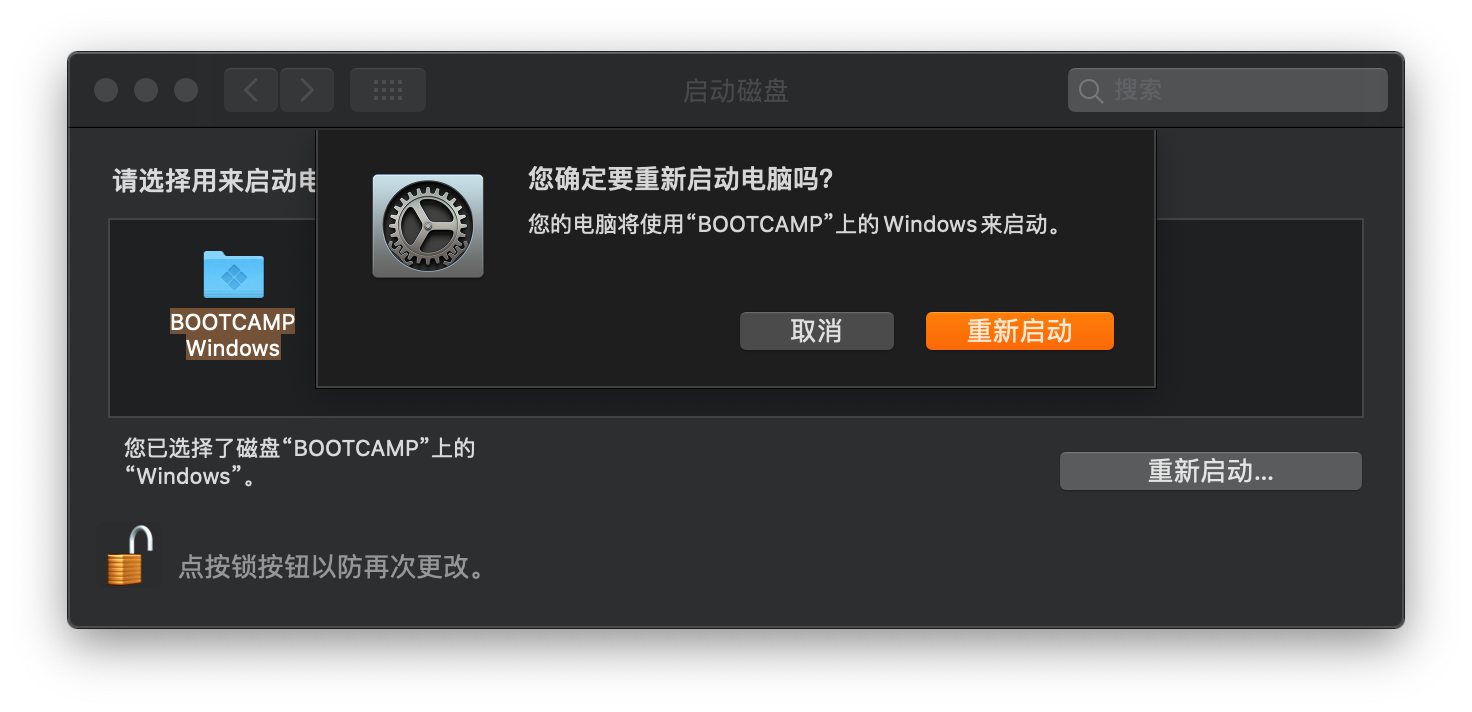 启动磁盘
搜索
请选择用来启动电
您确定要重新启动电脑吗?
您的电脑将使用“BOOTCAMP”上的 Windows 来启动。
取消
重新启动
BOOTCAMP
Windows
您已选择了磁盘“BOOTCAMP”上的
“Windows”。
重新启动...
点按锁按钮以防再次更改。